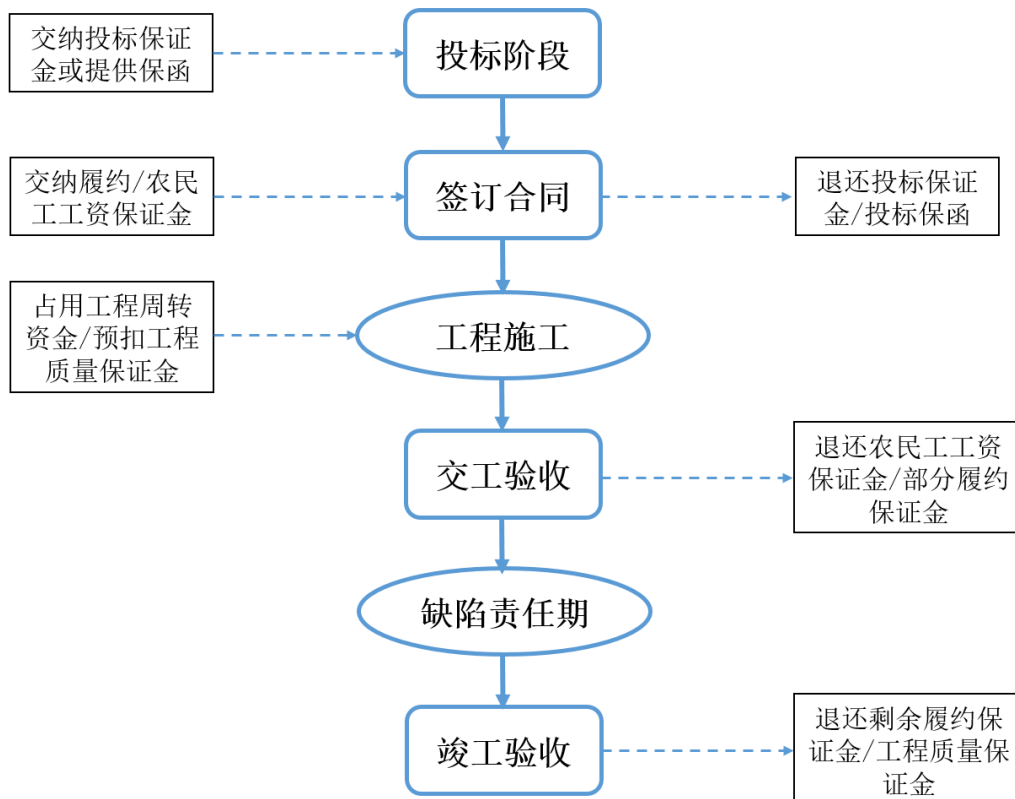 交纳投标保证
金或提供保函
投标阶段
交纳履约/农民
工工资保证金
签订合同
退还投标保证
金/投标保函
占用工程周转
资金/预扣工程
质量保证金
工程施工
交工验收
退还农民工工资
保证金/部分履约
保证金
缺陷责任期
竣工验收
退还剩余履约保
证金/工程质量保
证金